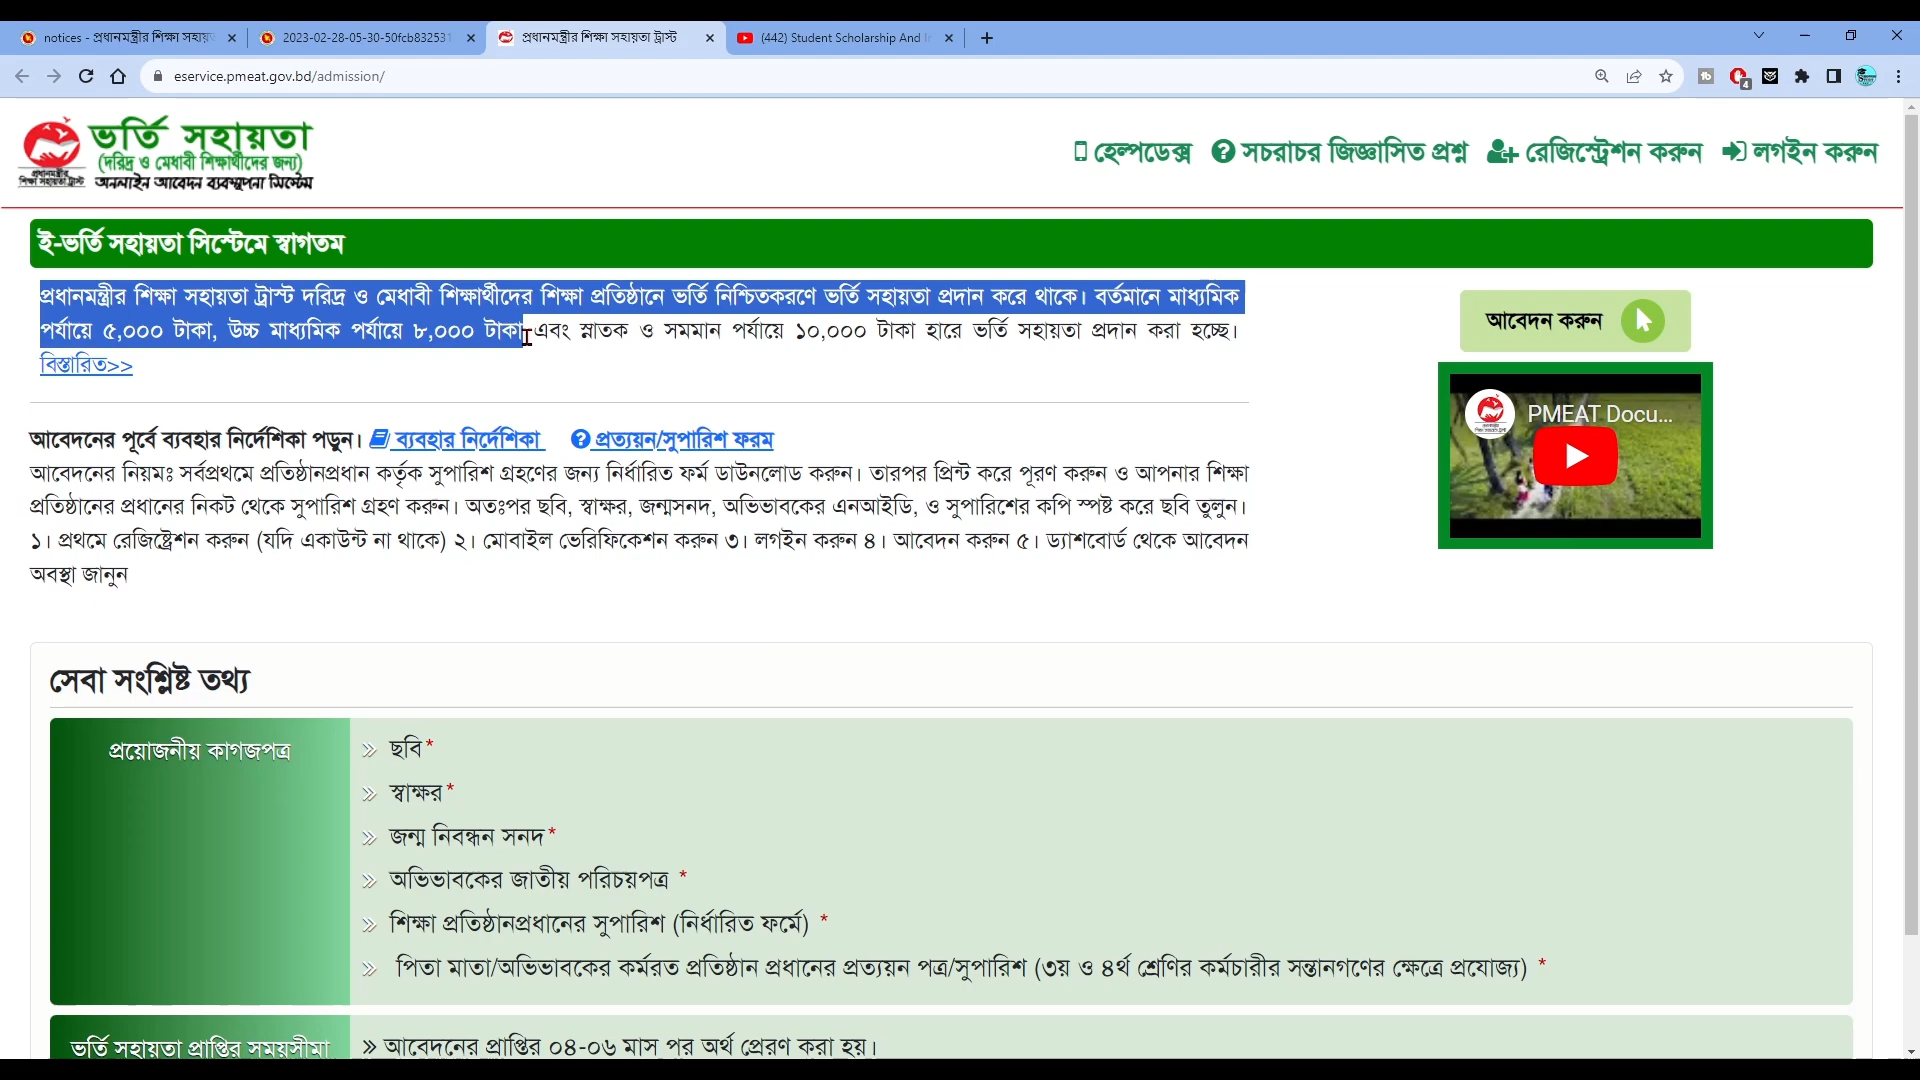 notices - প্রধানমন্ত্রীর শিক্ষা সহায়
2023-02-28-05-30-50fcb832531
প্রধানমন্ত্রীর শিক্ষা সহায়তা ট্রাস্ট
(442) Student Scholarship And I
eservice.pmeat.gov.bd/admission/
4
ভর্তি সহায়তা
(দরিদ্র ও মেধাবী শিক্ষার্থীদের জন্য)
অনলাইন আবেদন ব্যবস্থাপনা সিস্টেম
প্রধানমন্ত্রীর
শিক্ষা সহায়তা ট্রাস্ট
হেল্পডেক্স
সচরাচর জিজ্ঞাসিত প্রশ্ন
রেজিস্ট্রেশন করুন
লগইন করুন
ই-ভর্তি সহায়তা সিস্টেমে স্বাগতম
প্রধানমন্ত্রীর শিক্ষা সহায়তা ট্রাস্ট দরিদ্র ও মেধাবী শিক্ষার্থীদের শিক্ষা প্রতিষ্ঠানে ভর্তি নিশ্চিতকরণে ভর্তি সহায়তা প্রদান করে থাকে। বর্তমানে মাধ্যমিক
পর্যায়ে ৫,০০০ টাকা, উচ্চ মাধ্যমিক পর্যায়ে ৮,০০০ টাকা এবং স্নাতক ও সমমান পর্যায়ে ১০,০০০ টাকা হারে ভর্তি সহায়তা প্রদান করা হচ্ছে।
বিস্তারিত>>
আবেদন করুন
PMEAT Docu...
আবেদনের পূর্বে ব্যবহার নির্দেশিকা পড়ুন। ব্যবহার নির্দেশিকা প্রত্যয়ন/সুপারিশ ফরম
আবেদনের নিয়মঃ সর্বপ্রথমে প্রতিষ্ঠানপ্রধান কর্তৃক সুপারিশ গ্রহণের জন্য নির্ধারিত ফর্ম ডাউনলোড করুন। তারপর প্রিন্ট করে পূরণ করুন ও আপনার শিক্ষা
প্রতিষ্ঠানের প্রধানের নিকট থেকে সুপারিশ গ্রহণ করুন। অতঃপর ছবি, স্বাক্ষর, জন্মসনদ, অভিভাবকের এনআইডি, ও সুপারিশের কপি স্পষ্ট করে ছবি তুলুন।
১। প্রথমে রেজিষ্ট্রেশন করুন (যদি একাউন্ট না থাকে) ২। মোবাইল ভেরিফিকেশন করুন ৩। লগইন করুন ৪। আবেদন করুন ৫। ড্যাশবোর্ড থেকে আবেদন
অবস্থা জানুন
সেবা সংশ্লিষ্ট তথ্য
প্রয়োজনীয় কাগজপত্র
» ছবি*
» স্বাক্ষর*
» জন্ম নিবন্ধন সনদ*
» অভিভাবকের জাতীয় পরিচয়পত্র *
» শিক্ষা প্রতিষ্ঠানপ্রধানের সুপারিশ (নির্ধারিত ফর্মে) *
» পিতা মাতা/অভিভাবকের কর্মরত প্রতিষ্ঠান প্রধানের প্রত্যয়ন পত্র/সুপারিশ (৩য় ও ৪র্থ শ্রেণির কর্মচারীর সন্তানগণের ক্ষেত্রে প্রযোজ্য) *
ভর্তি সহায়তা প্রাপ্তির সময়সীমা
» আবেদনের প্রাপ্তির ০৪-০৬ মাস পর অর্থ প্রেরণ করা হয়।